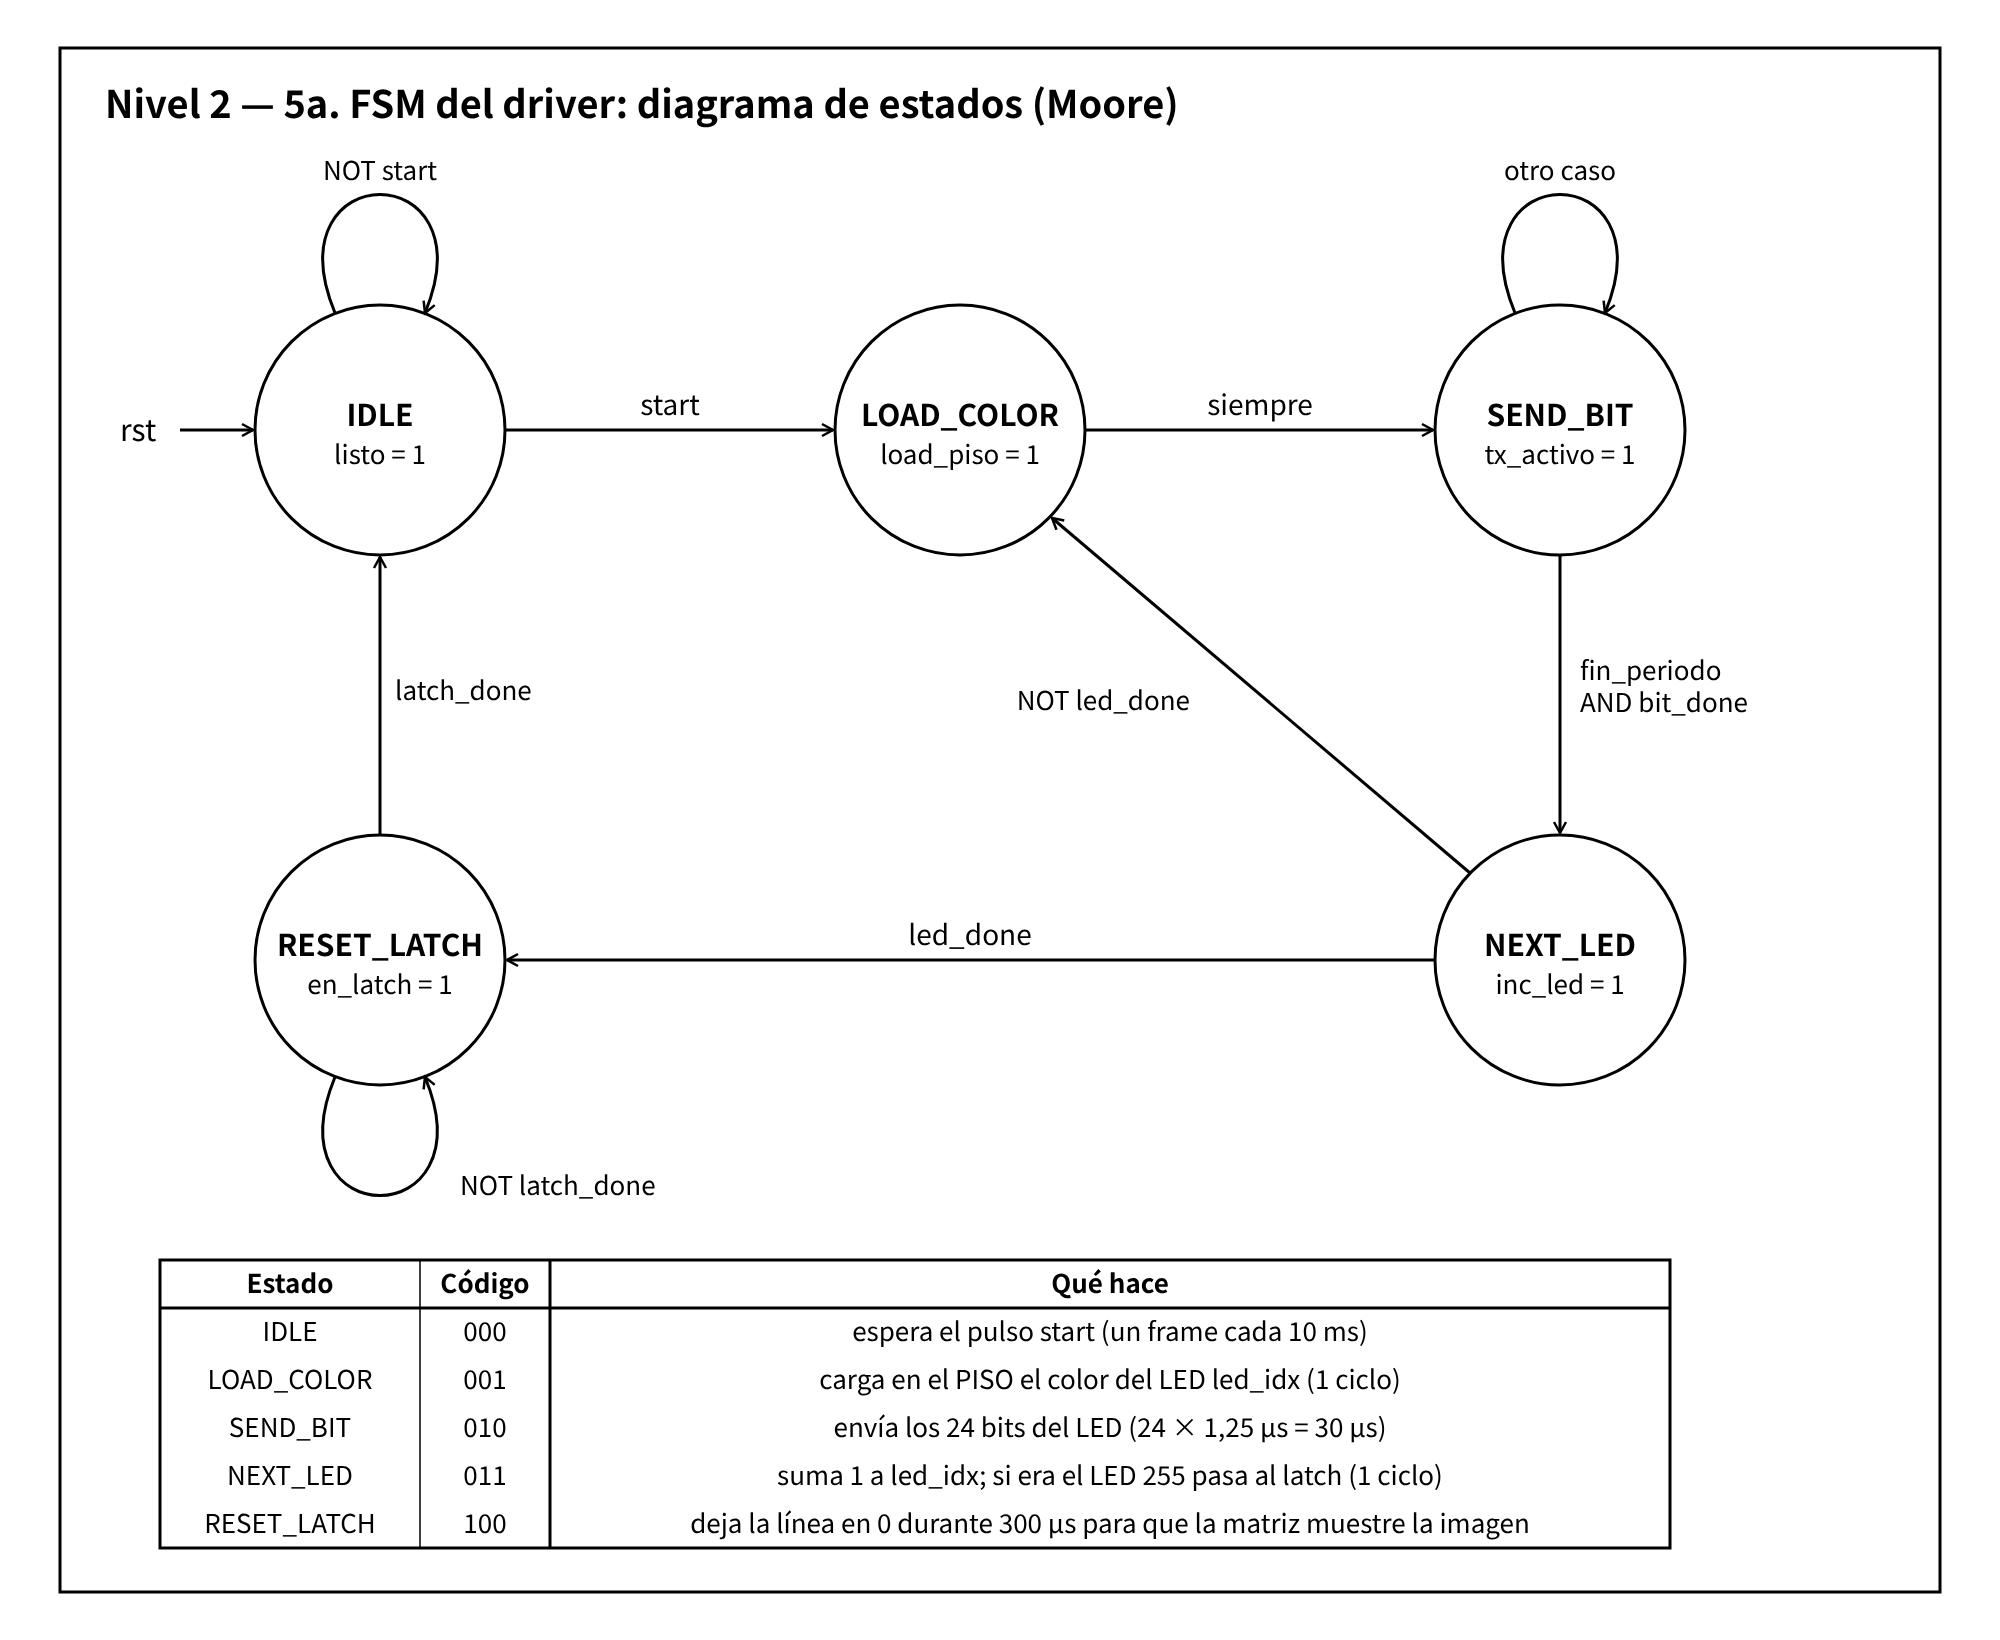 Nivel 2 — 5a. FSM del driver: diagrama de estados (Moore)
NOT start
otro caso
rst
IDLE
listo = 1
start
LOAD_COLOR
load_piso = 1
siempre
SEND_BIT
tx_activo = 1
latch_done
NOT led_done
fin_periodo
AND bit_done
RESET_LATCH
en_latch = 1
led_done
NEXT_LED
inc_led = 1
NOT latch_done
Estado Código Qué hace
IDLE 000 espera el pulso start (un frame cada 10 ms)
LOAD_COLOR 001 carga en el PISO el color del LED led_idx (1 ciclo)
SEND_BIT 010 envía los 24 bits del LED (24 × 1,25 µs = 30 µs)
NEXT_LED 011 suma 1 a led_idx; si era el LED 255 pasa al latch (1 ciclo)
RESET_LATCH 100 deja la línea en 0 durante 300 µs para que la matriz muestre la imagen